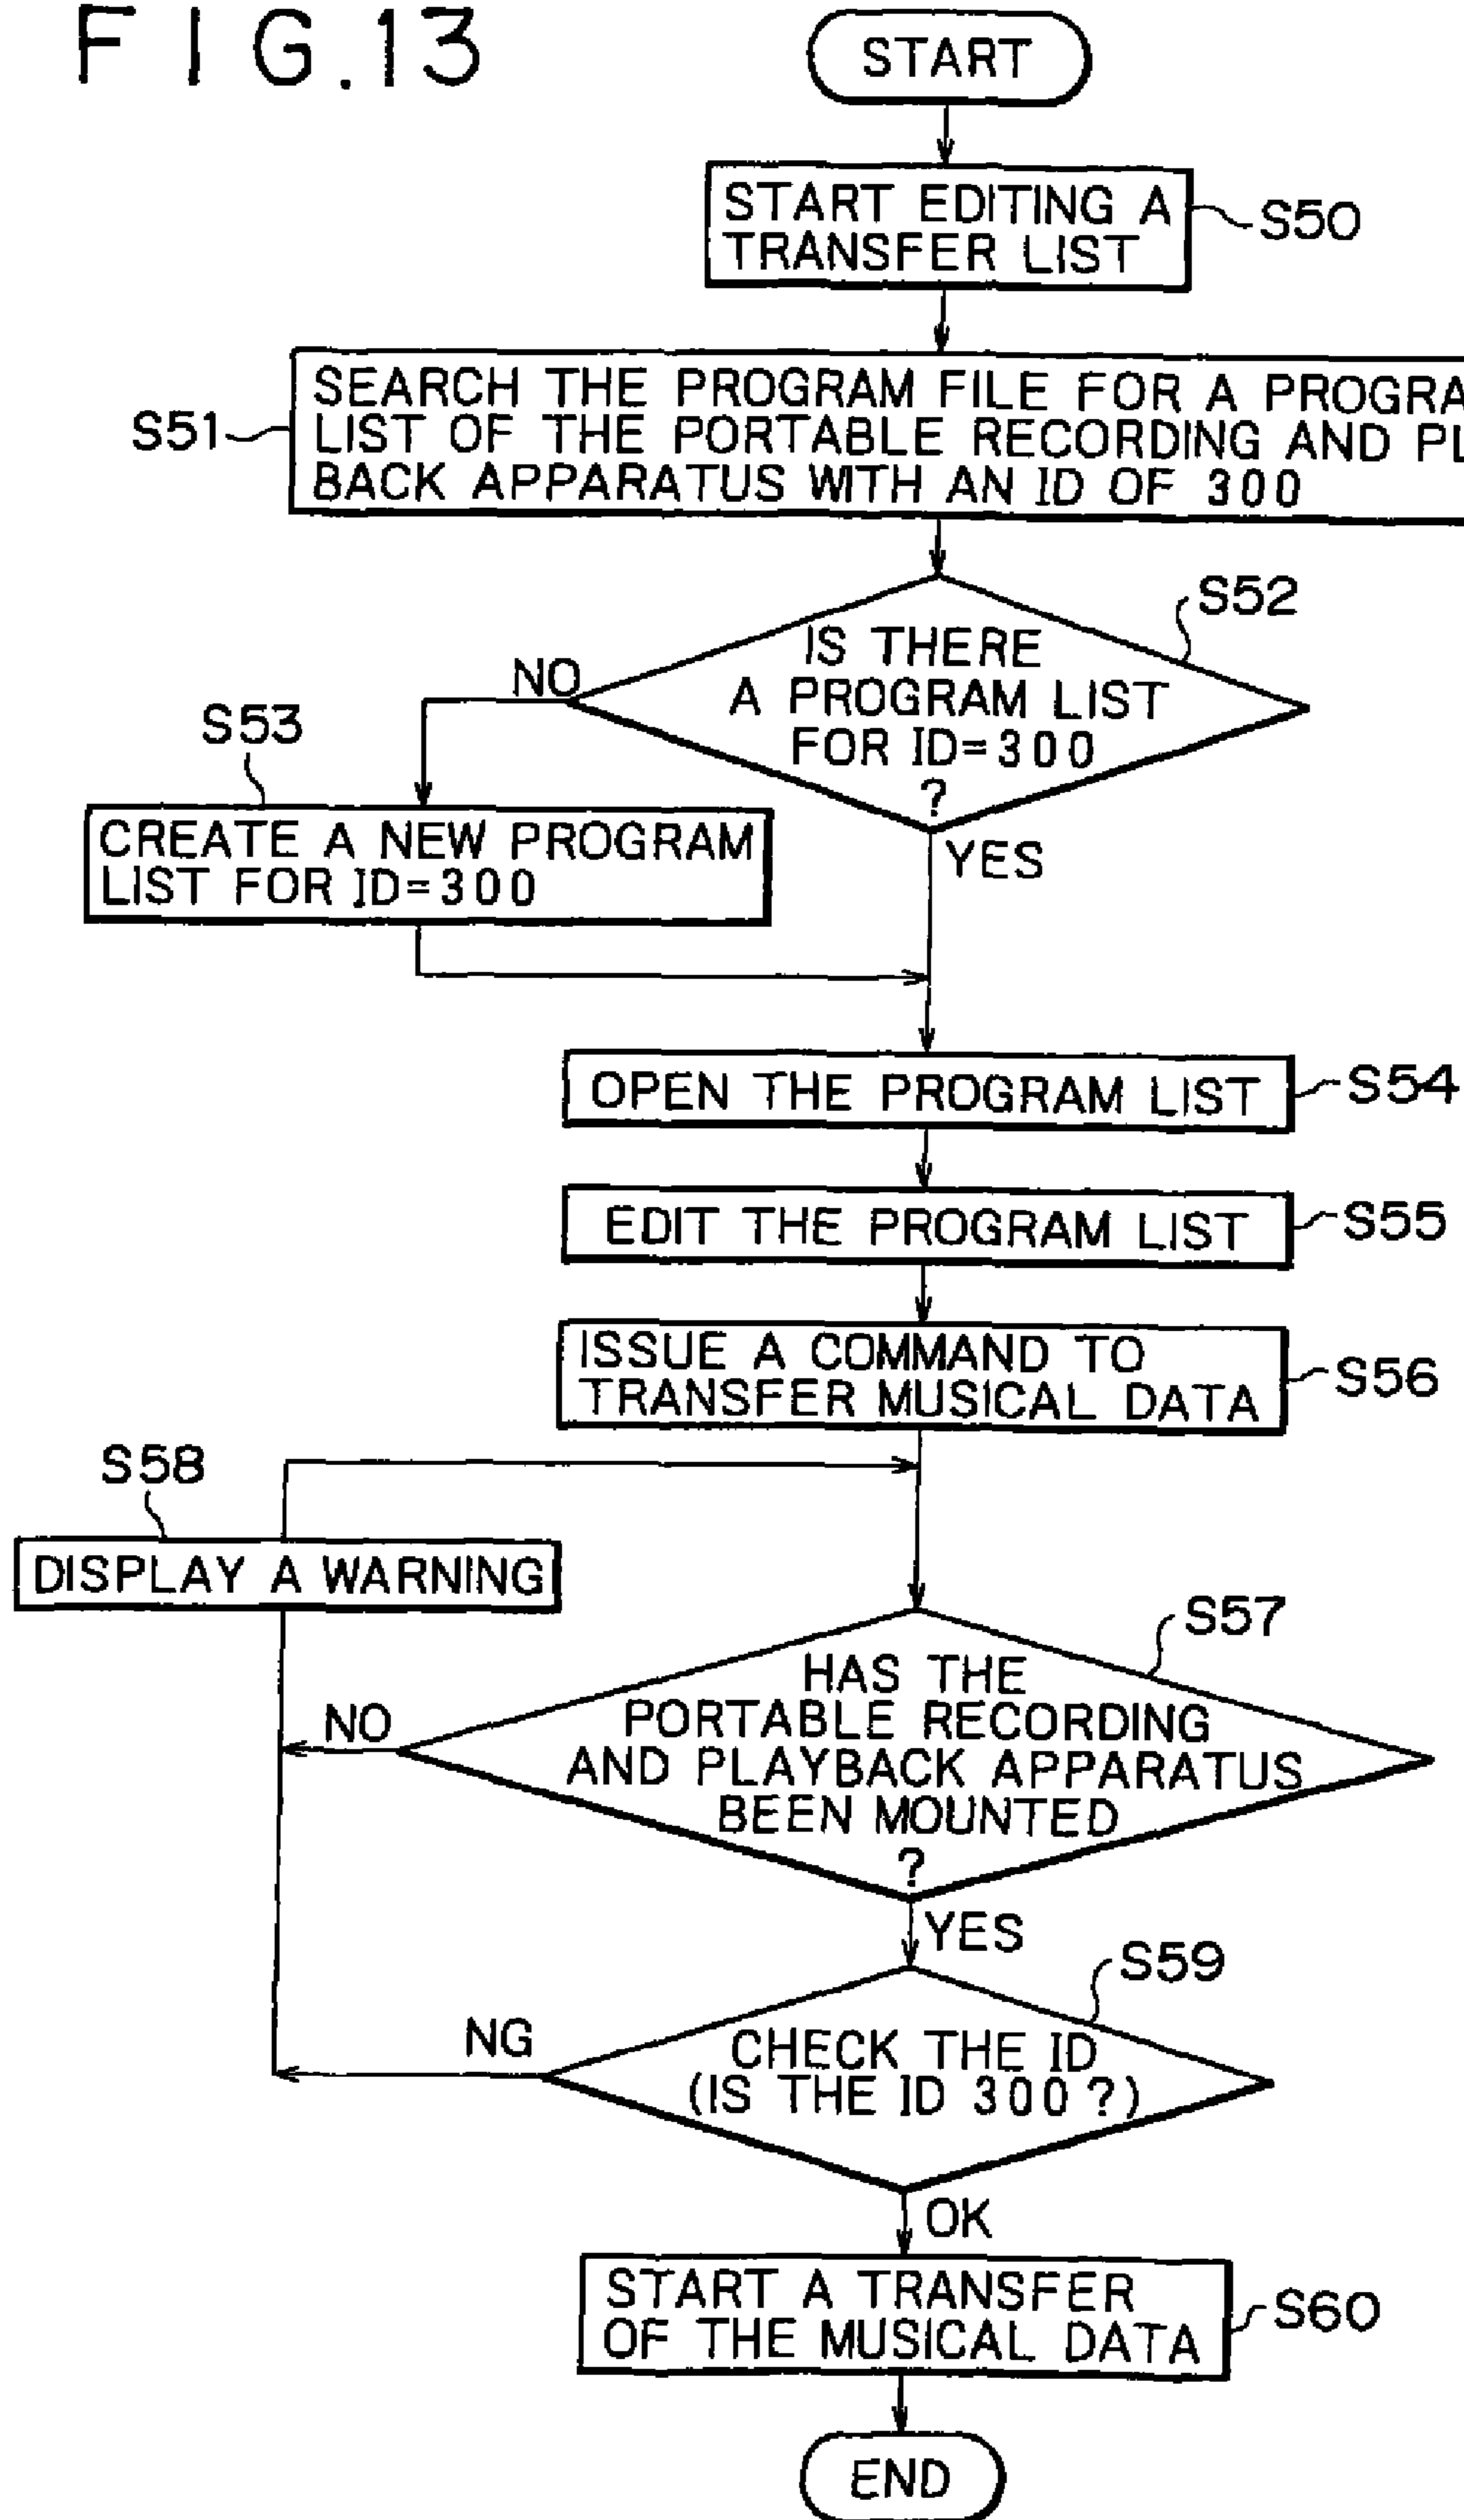 FIG.13
START
START EDITING A
TRANSFER LIST
S50
SEARCH THE PROGRAM FILE FOR A PROGRA
LIST OF THE PORTABLE RECORDING AND PL
BACK APPARATUS WITH AN ID OF 300
S51
S52
IS THERE
A PROGRAM LIST
FOR ID=300
?
NO
YES
S53
CREATE A NEW PROGRAM
LIST FOR ID=300
OPEN THE PROGRAM LIST
S54
EDIT THE PROGRAM LIST
S55
ISSUE A COMMAND TO
TRANSFER MUSICAL DATA
S56
S58
DISPLAY A WARNING
S57
HAS THE
PORTABLE RECORDING
AND PLAYBACK APPARATUS
BEEN MOUNTED
?
NO
YES
S59
CHECK THE ID
(IS THE ID 300?)
NG
OK
START A TRANSFER
OF THE MUSICAL DATA
S60
END